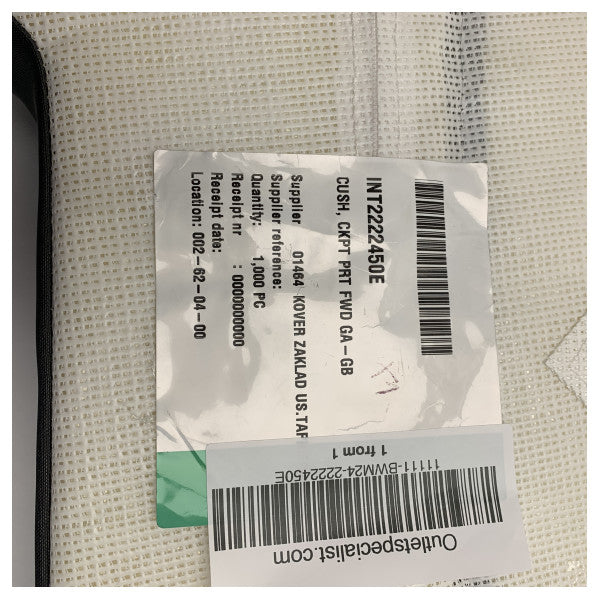 INT2222450E
CUSH, CKPT PRT FWD GA-GB
Supplier 01464 KOVER ZAKLAD US.TAP
Supplier reference:
Quantity: 1,000 PC
Receipt nr : 0000000000
Receipt date:
Location: 002-62-04-00
1 from 1
11111-BWM24-2222450E
Outletspecialist.com